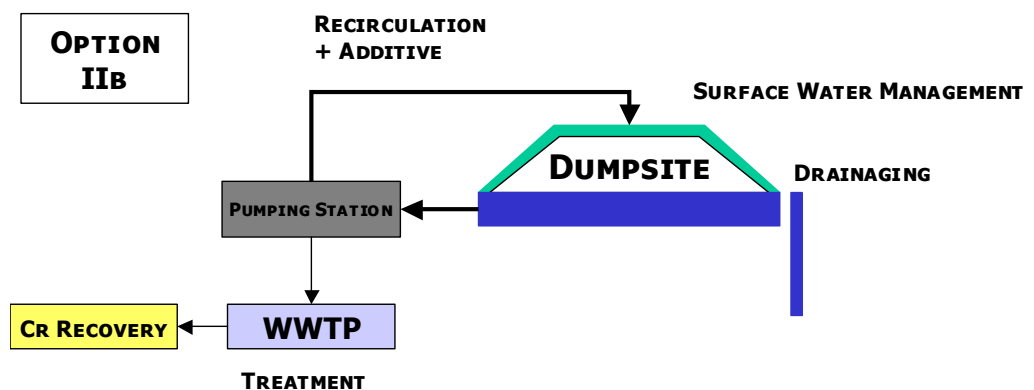 OPTION
IIB
RECIRCULATION
+ ADDITIVE
SURFACE WATER MANAGEMENT
DUMPSITE
DRAINAGING
PUMPING STATION
CR RECOVERY
WWTP
TREATMENT